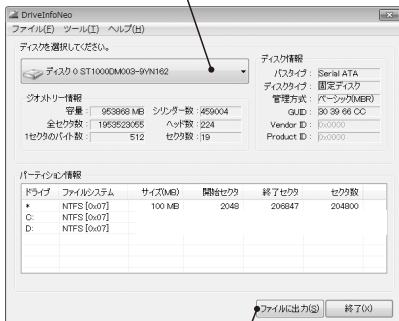 DriveInfoNeo
ファイル(F) ツール(T) ヘルプ(H)
ディスクを選択してください。
ディスク 0 ST1000DM003-9YN162
ジオメトリー情報
容量: 953868 MB シリンダー数: 459004
全セクタ数: 1953523055 ヘッド数: 224
1セクタのバイト数: 512 セクタ数: 19
ディスク情報
バスタイプ: Serial ATA
ディスクタイプ: 固定ディスク
管理方式: ベーシック(MBR)
GUID: 30 39 66 CC
Vendor ID: 0x0000
Product ID: 0x0000
パーティション情報
ドライブ ファイルシステム サイズ(MB) 開始セクタ 終了セクタ セクタ数
* NTFS [0x07] 100 MB 2048 206847 204800
C: NTFS [0x07]
D: NTFS [0x07]
ファイルに出力(S) 終了(X)